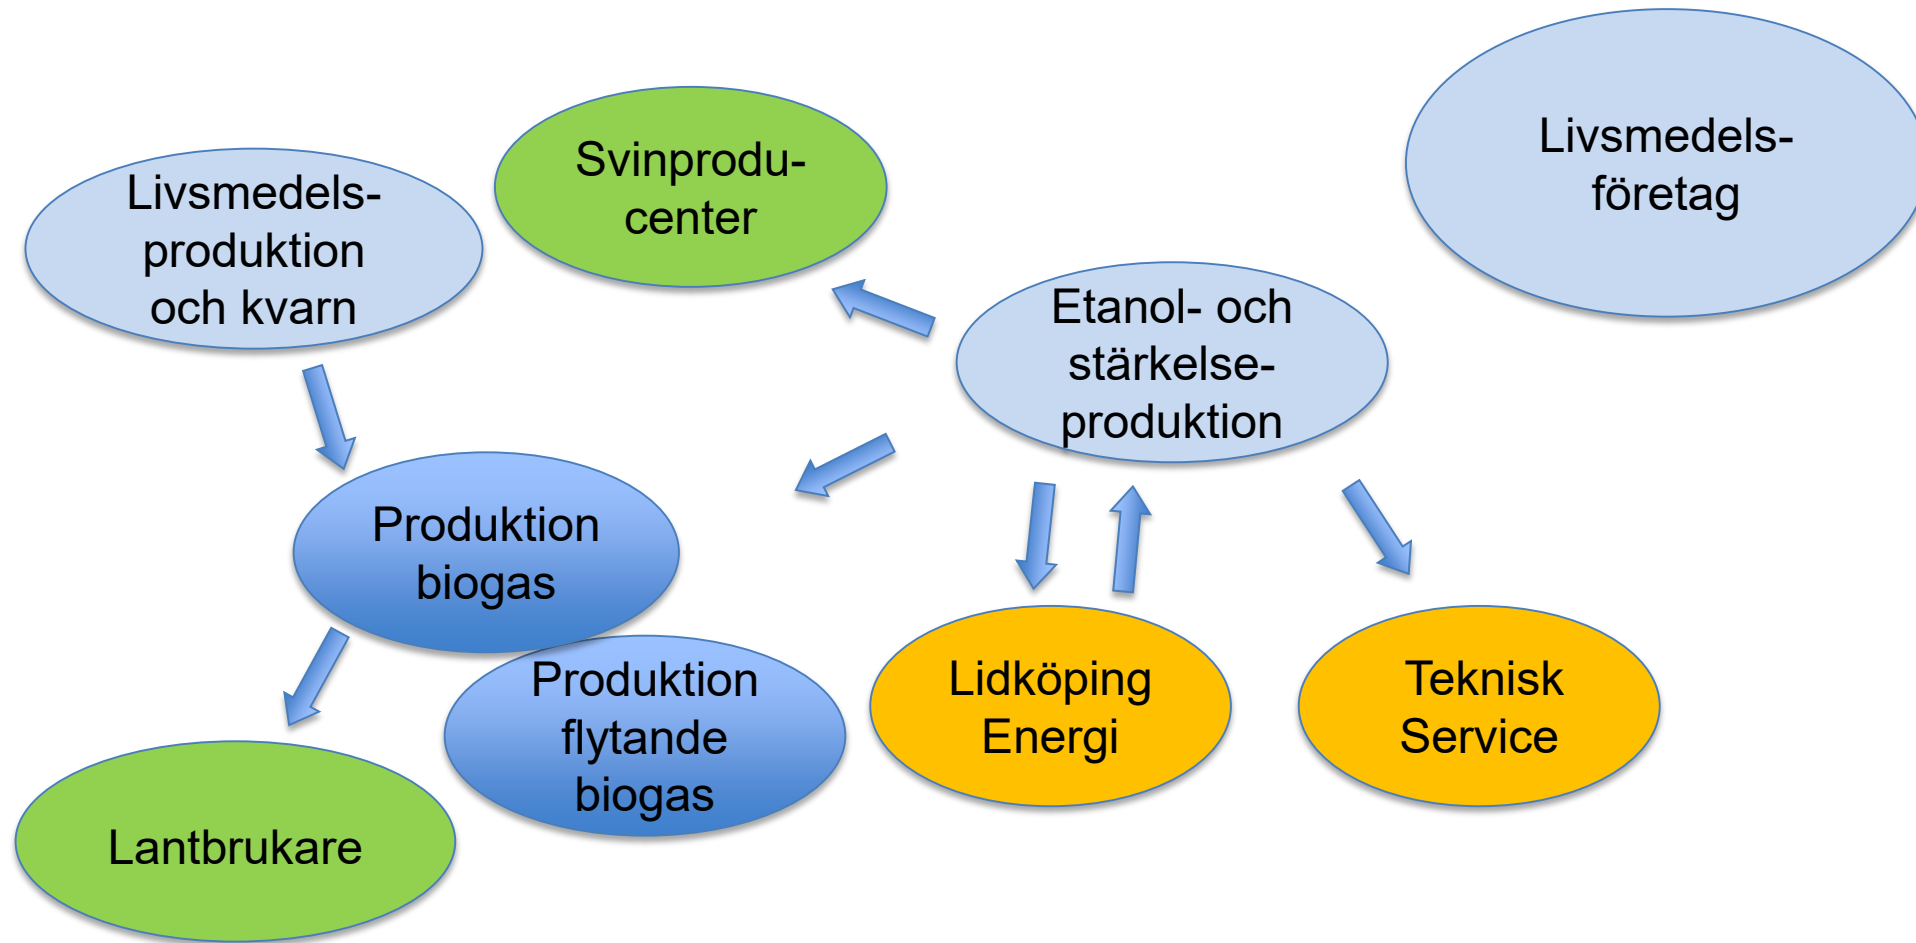 Livsmedels-
produktion
och kvarn
Svinprodu-
center
Livsmedels-
företag
Etanol- och
stärkelse-
produktion
Produktion
biogas
Produktion
flytande
biogas
Lidköping
Energi
Teknisk
Service
Lantbrukare